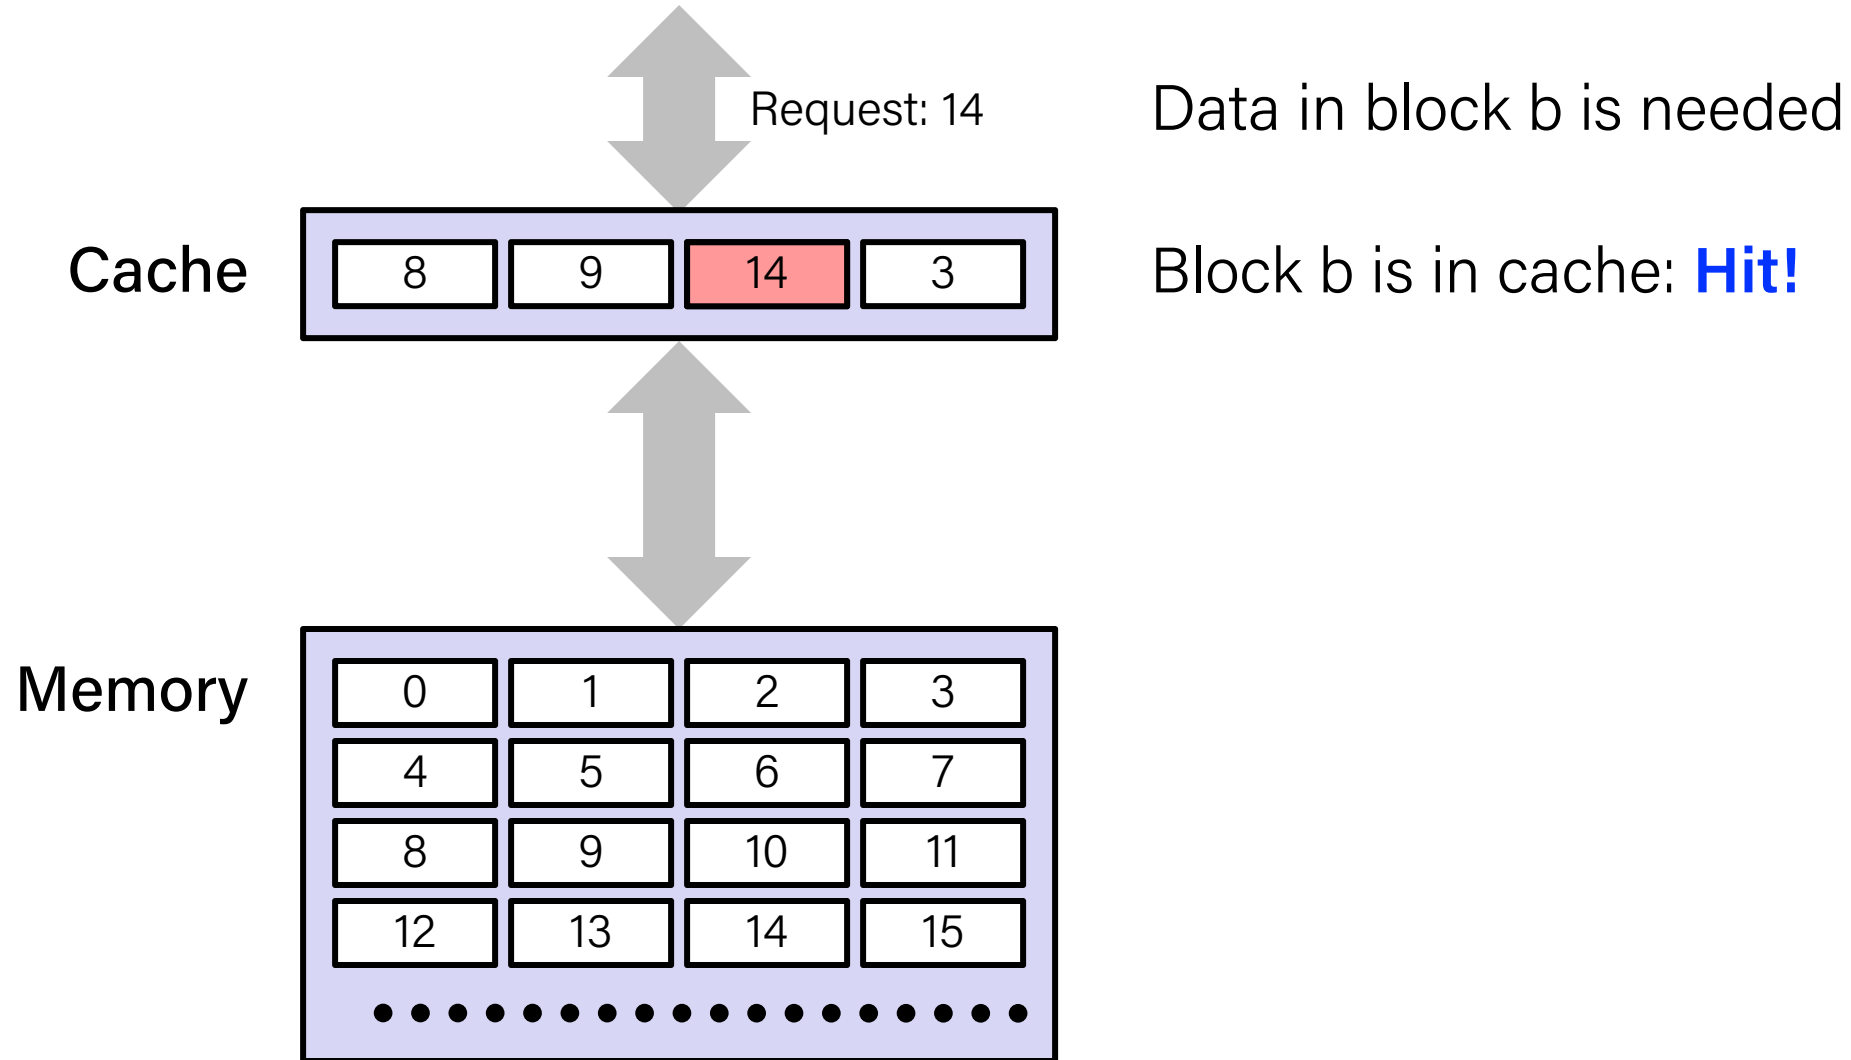 Request: 14
Data in block b is needed
Cache
8 9 14 3
Block b is in cache: Hit!
Memory
0 1 2 3
4 5 6 7
8 9 10 11
12 13 14 15